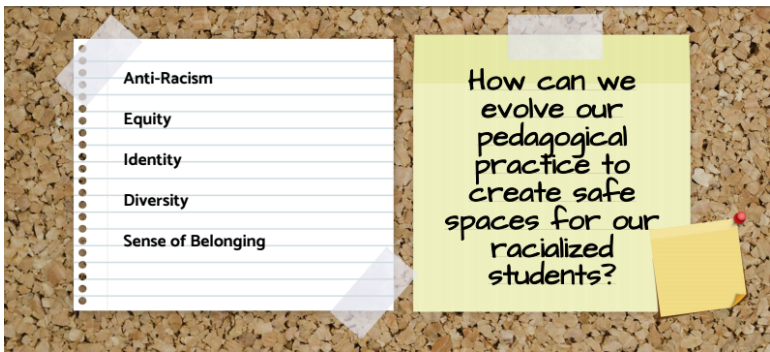 Anti-Racism
Equity
Identity
Diversity
Sense of Belonging
How can we
evolve our
pedagogical
practice to
create safe
spaces for our
racialized
students?